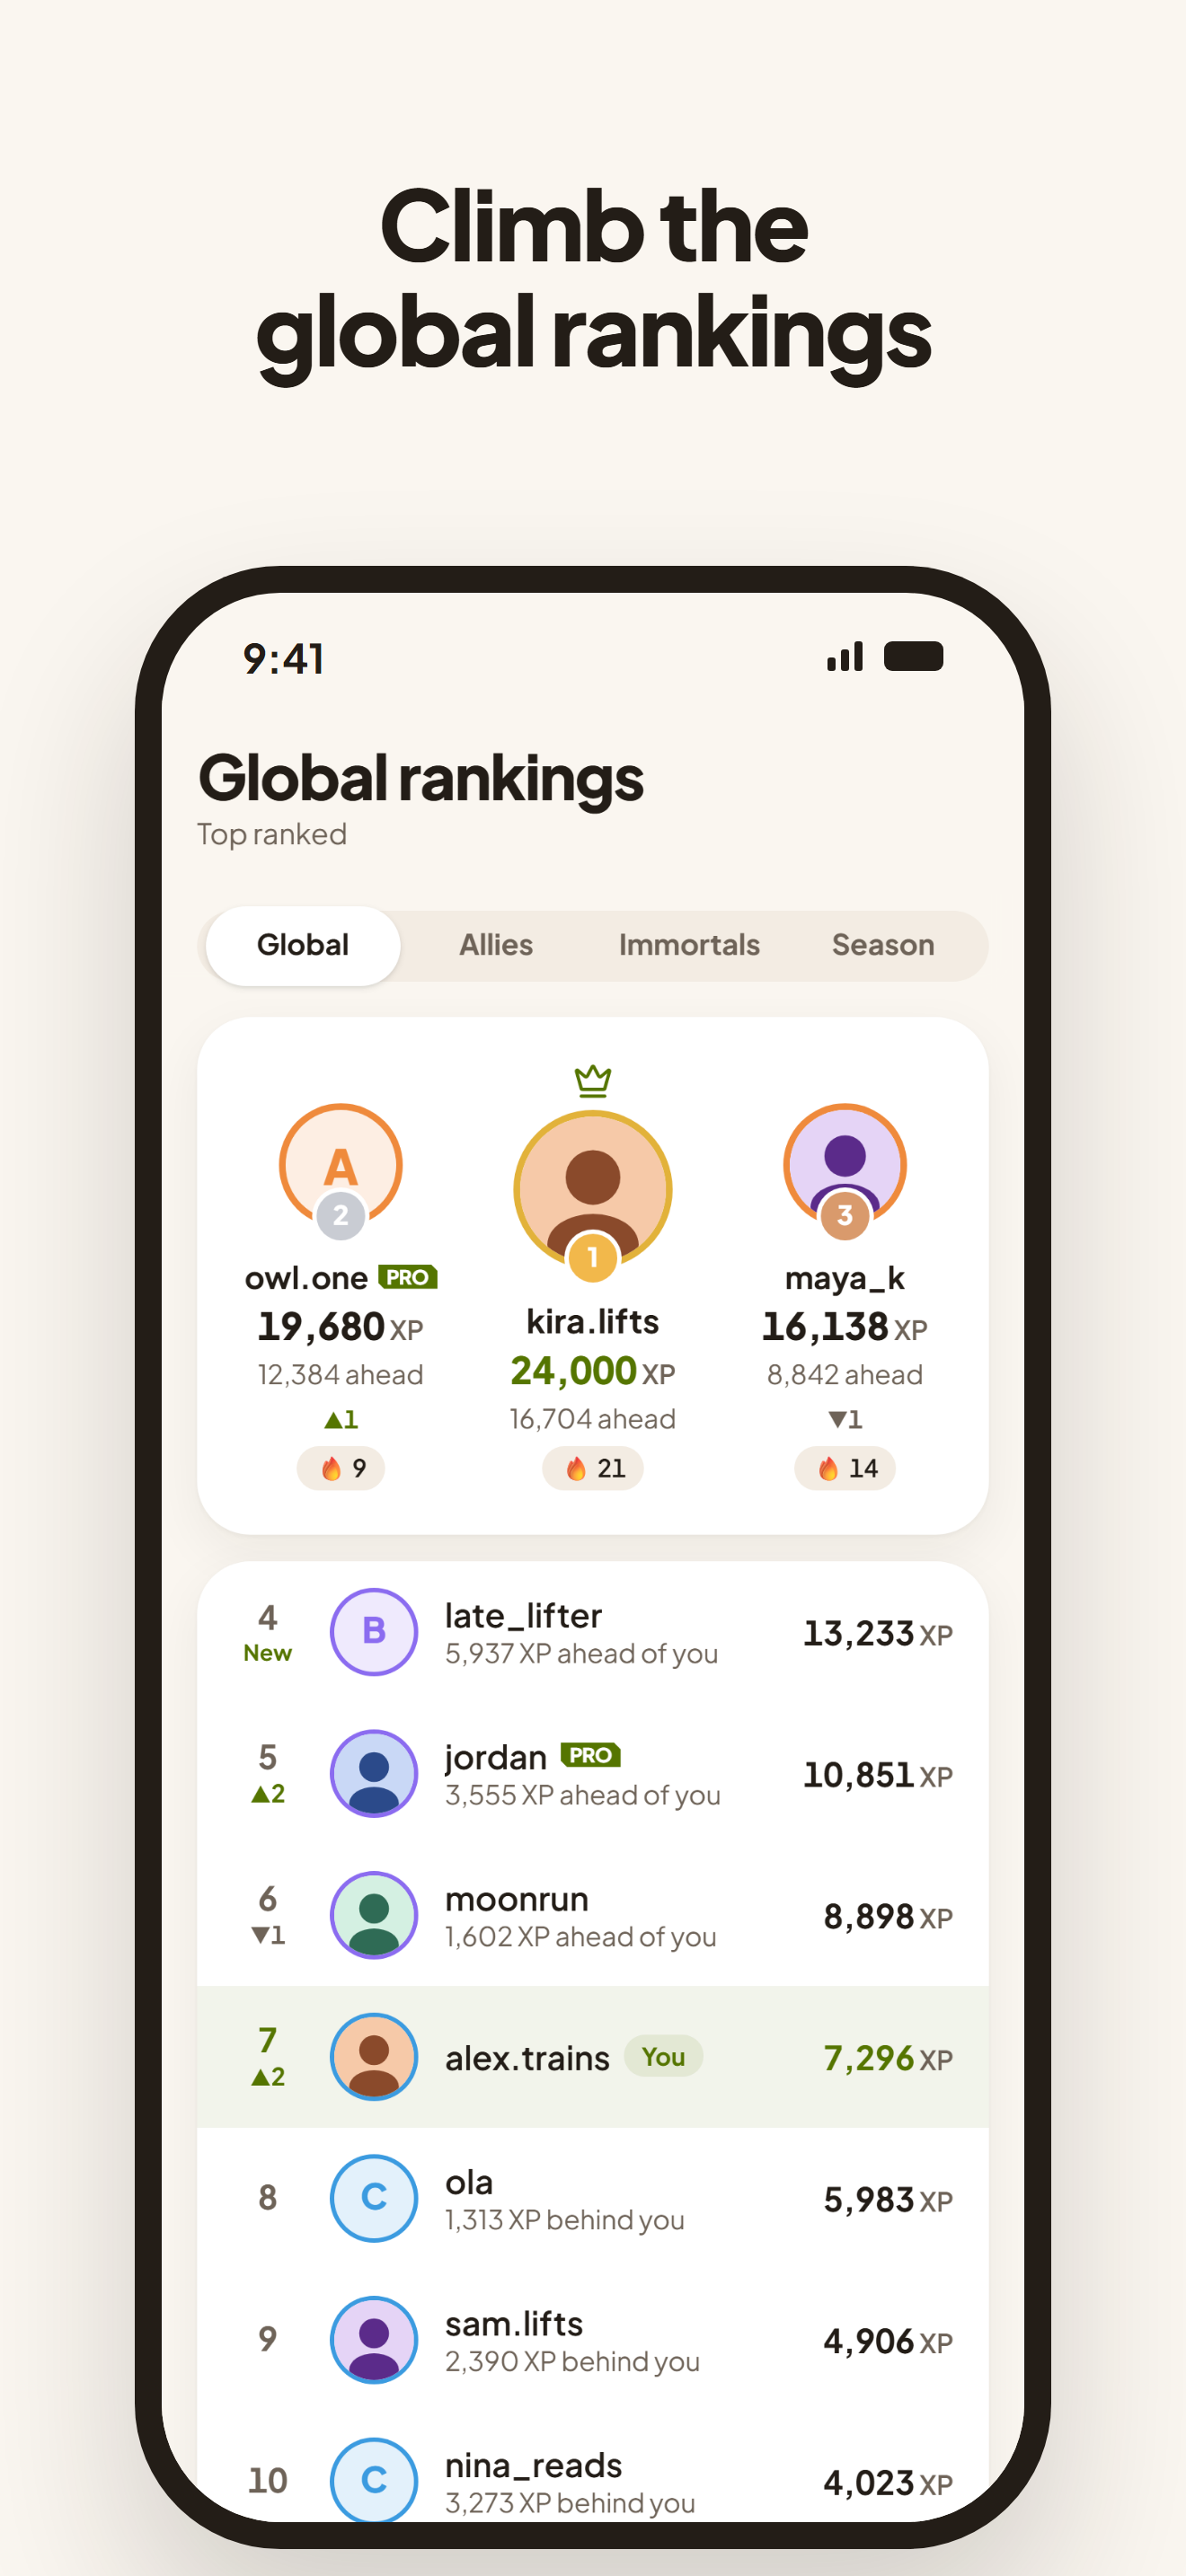 Climb the
global rankings
9:41
Global rankings
Top ranked
Global Allies Immortals Season
A
2
owl.one PRO
19,680 XP
12,384 ahead
▲1
🔥 9
1
kira.lifts
24,000 XP
16,704 ahead
🔥 21
3
maya_k
16,138 XP
8,842 ahead
▼1
🔥 14
4
New
B
late_lifter
5,937 XP ahead of you
13,233 XP
5
▲2
jordan PRO
3,555 XP ahead of you
10,851 XP
6
▼1
moonrun
1,602 XP ahead of you
8,898 XP
7
▲2
alex.trains You
7,296 XP
8
C
ola
1,313 XP behind you
5,983 XP
9
sam.lifts
2,390 XP behind you
4,906 XP
10
C
nina_reads
3,273 XP behind you
4,023 XP